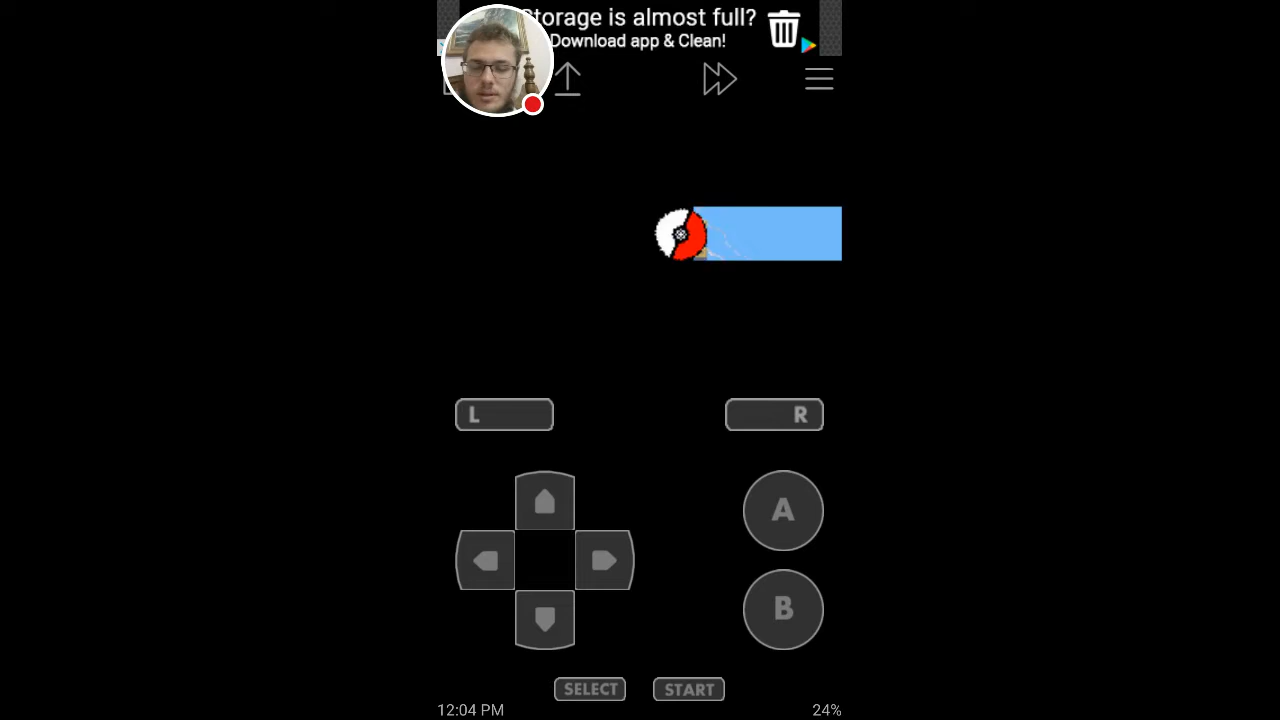 Storage is almost full?
Download app & Clean!
L
R
A
B
SELECT
START
12:04 PM
24%